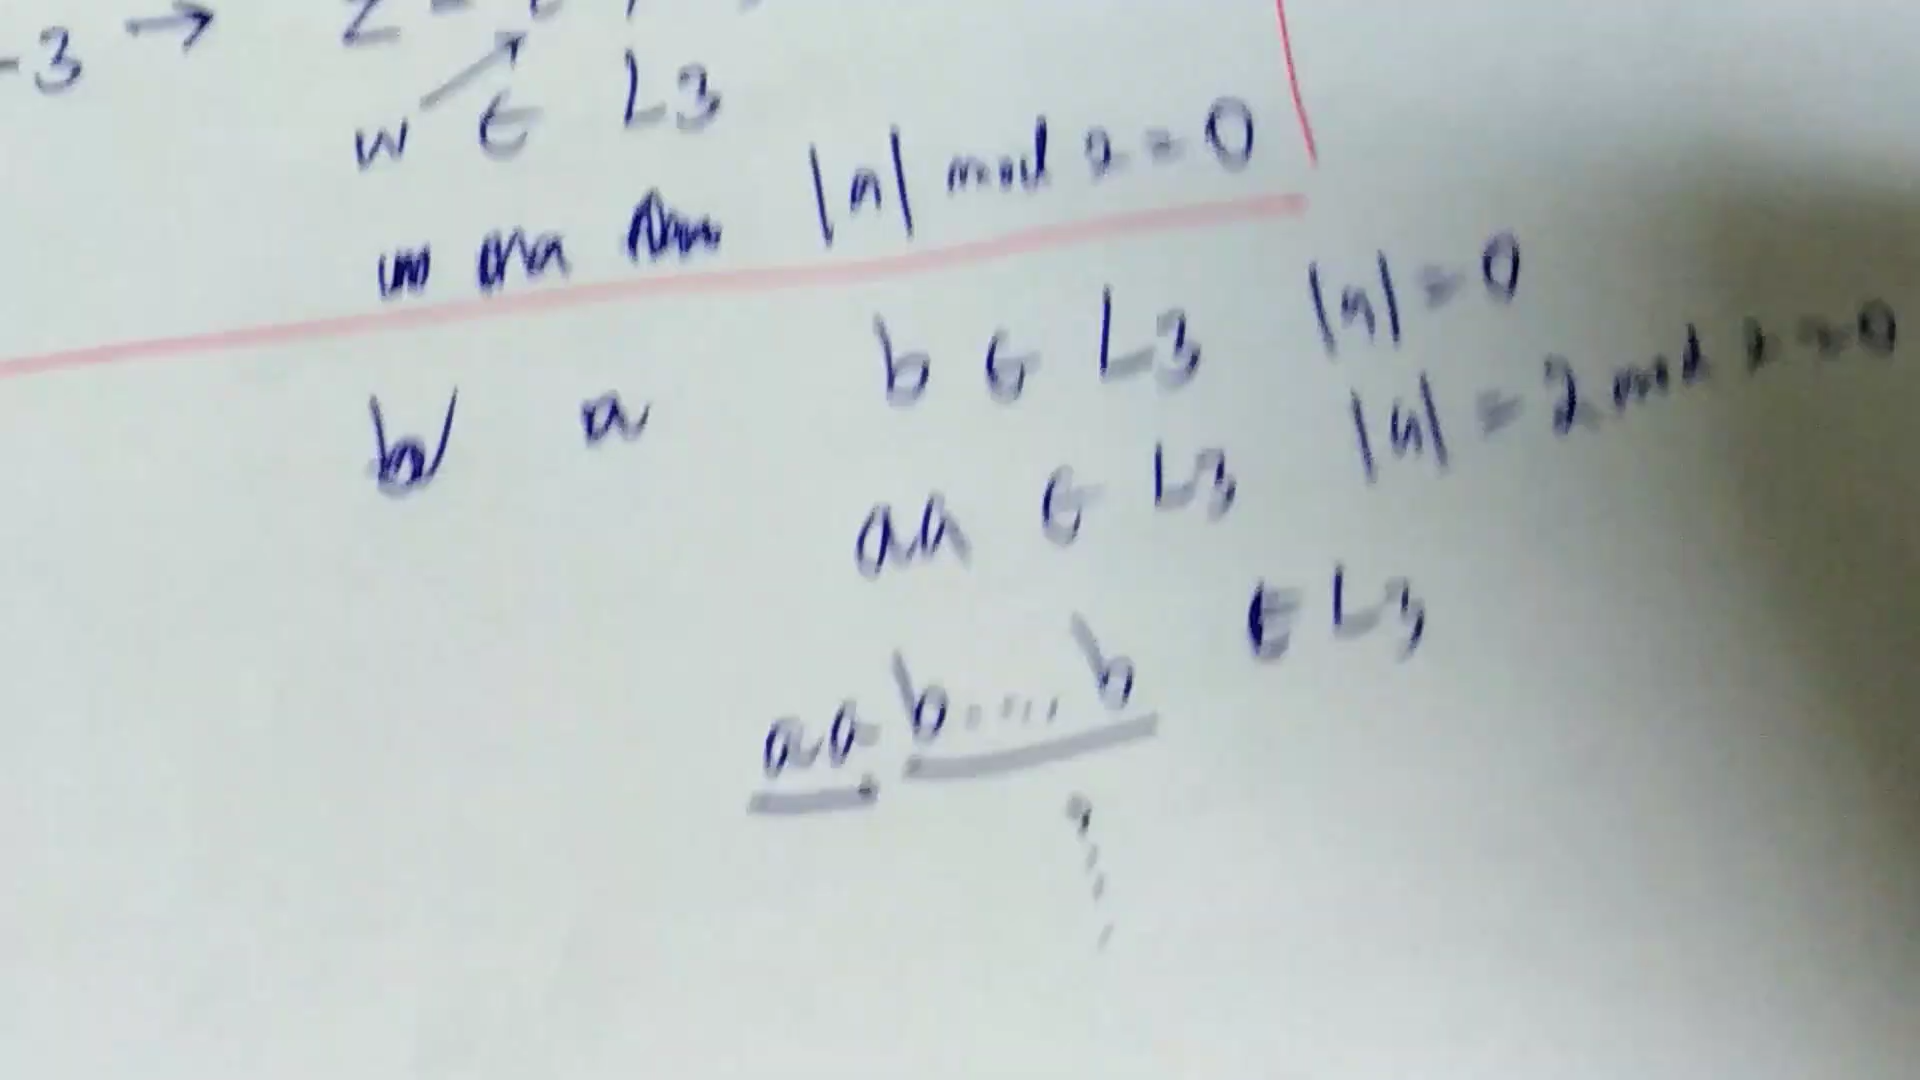 -3 →
w ∈ L3
|a| mod 2 = 0
b a
b ∈ L3 |a| = 0
aa ∈ L3 |a| = 2 mod 2 = 0
aa b....b ∈ L3